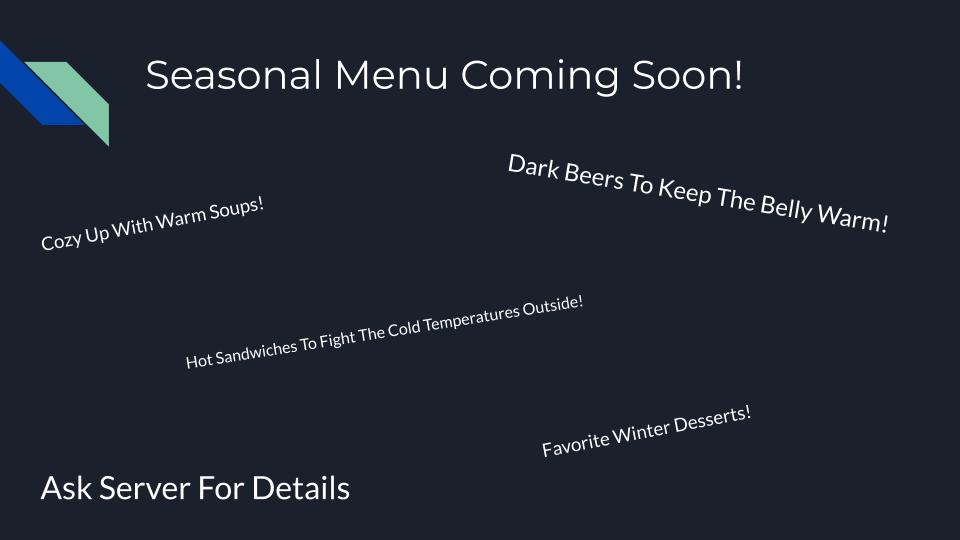 Seasonal Menu Coming Soon!
Dark Beers To Keep The Belly Warm!
Cozy Up With Warm Soups!
Hot Sandwiches To Fight The Cold Temperatures Outside!
Favorite Winter Desserts!
Ask Server For Details